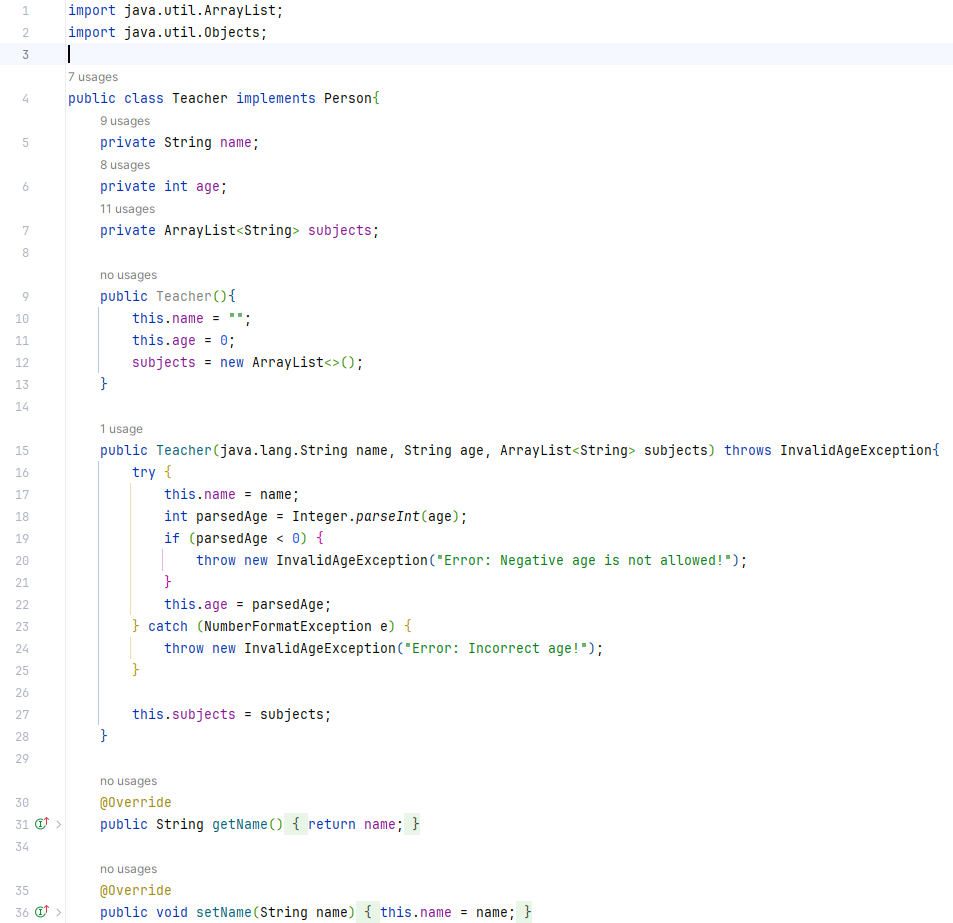 1 import java.util.ArrayList;
2 import java.util.Objects;
3
7 usages
4 public class Teacher implements Person{
9 usages
5 private String name;
8 usages
6 private int age;
11 usages
7 private ArrayList<String> subjects;
8
no usages
9 public Teacher(){
10 this.name = "";
11 this.age = 0;
12 subjects = new ArrayList<>();
13 }
14
1 usage
15 public Teacher(java.lang.String name, String age, ArrayList<String> subjects) throws InvalidAgeException{
16 try {
17 this.name = name;
18 int parsedAge = Integer.parseInt(age);
19 if (parsedAge < 0) {
20 throw new InvalidAgeException("Error: Negative age is not allowed!");
21 }
22 this.age = parsedAge;
23 } catch (NumberFormatException e) {
24 throw new InvalidAgeException("Error: Incorrect age!");
25 }
26
27 this.subjects = subjects;
28 }
29
no usages
30 @Override
31 public String getName() { return name; }
34
no usages
35 @Override
36 public void setName(String name) { this.name = name; }